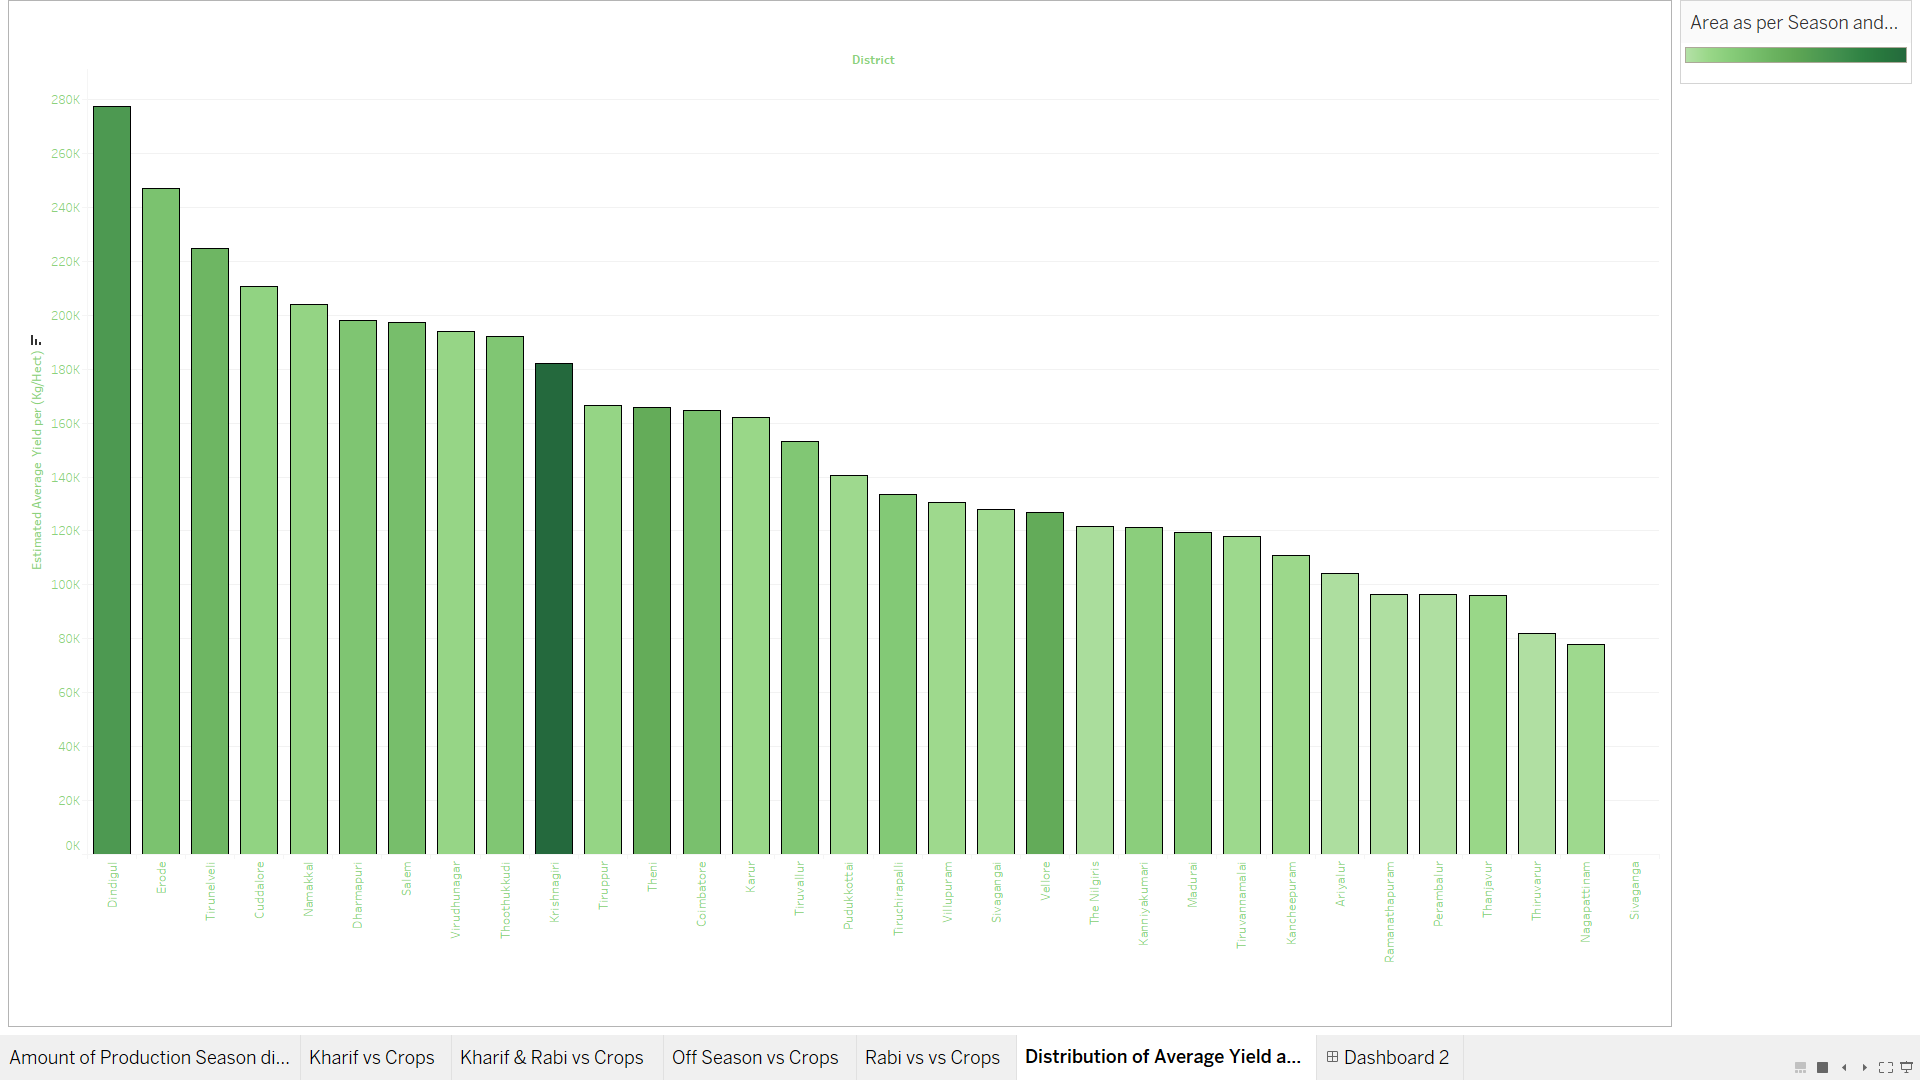 District
Area as per Season and...
280K
260K
240K
220K
200K
180K
160K
140K
120K
100K
80K
60K
40K
20K
0K
Estimated Average Yield per (Kg/Hect)
Dindigul
Erode
Tirunelveli
Cuddalore
Namakkal
Dharmapuri
Salem
Virudhunagar
Thoothukkudi
Krishnagiri
Tiruppur
Theni
Coimbatore
Karur
Tiruvallur
Pudukkottai
Tiruchirapalli
Villupuram
Sivagangai
Vellore
The Nilgiris
Kanniyakumari
Madurai
Tiruvannamalai
Kancheepuram
Ariyalur
Ramanathapuram
Perambalur
Thanjavur
Thiruvarur
Nagapattinam
Sivaganga
Amount of Production Season di...
Kharif vs Crops
Kharif & Rabi vs Crops
Off Season vs Crops
Rabi vs vs Crops
Distribution of Average Yield a...
Dashboard 2